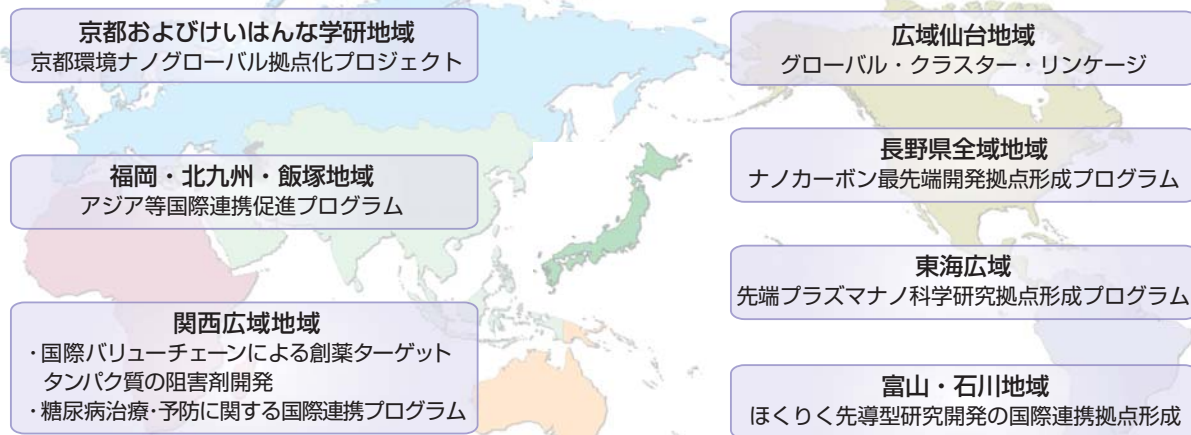 京都およびけいはんな学研地域
京都環境ナノグローバル拠点化プロジェクト
福岡・北九州・飯塚地域
アジア等国際連携促進プログラム
関西広域地域
・国際バリューチェーンによる創薬ターゲット
タンパク質の阻害剤開発
・糖尿病治療・予防に関する国際連携プログラム
広域仙台地域
グローバル・クラスター・リンケージ
長野県全域地域
ナノカーボン最先端開発拠点形成プログラム
東海広域
先端プラズマナノ科学研究拠点形成プログラム
富山・石川地域
ほくりく先導型研究開発の国際連携拠点形成